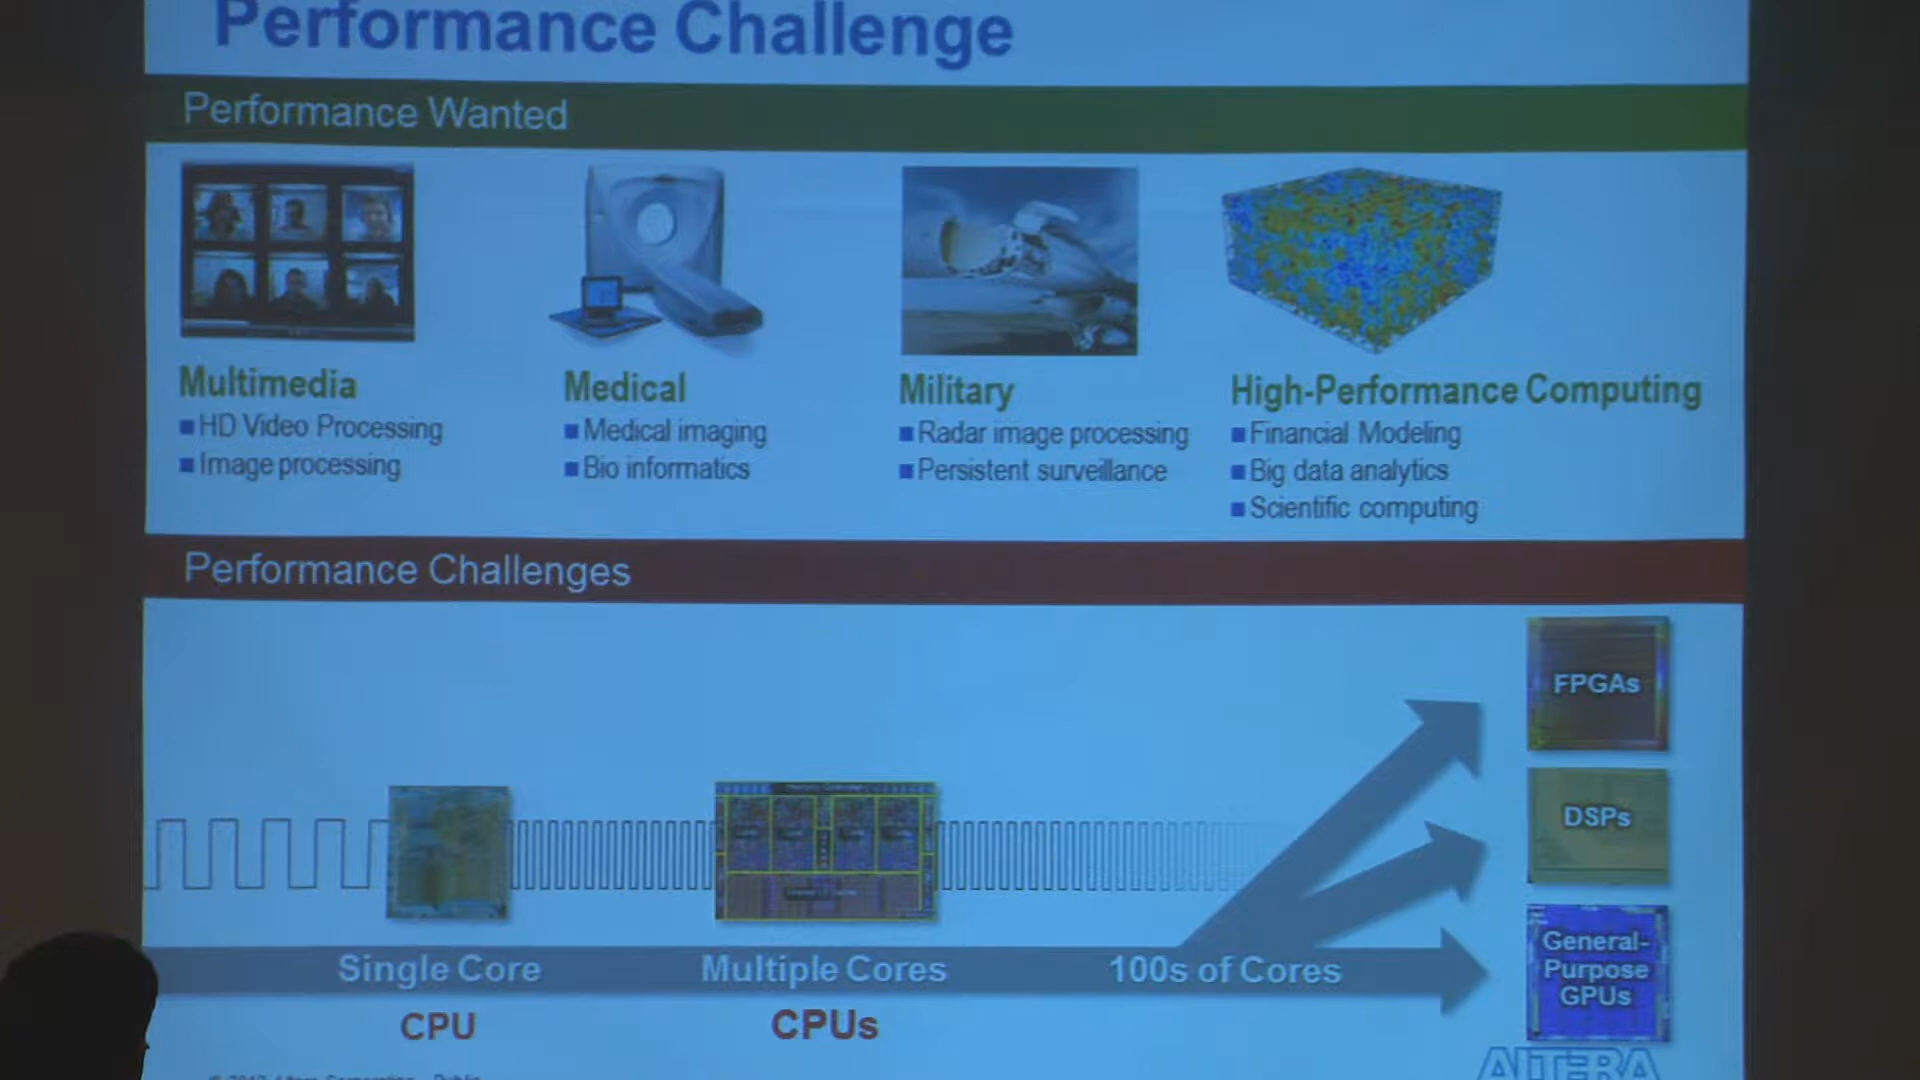 Performance Challenge
Performance Wanted
Multimedia
HD Video Processing
Image processing
Medical
Medical imaging
Bio informatics
Military
Radar image processing
Persistent surveillance
High-Performance Computing
Financial Modeling
Big data analytics
Scientific computing
Performance Challenges
FPGAs
DSPs
General-
Purpose
GPUs
Single Core
Multiple Cores
100s of Cores
CPU
CPUs
ALTERA